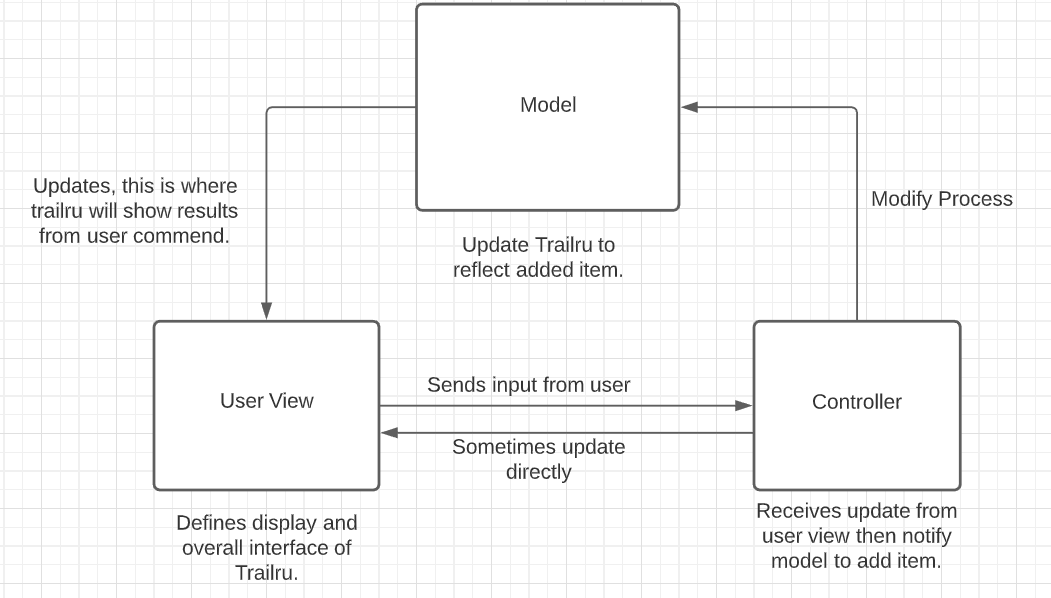 Model
Updates, this is where
trailru will show results
from user commend.
Modify Process
Update Trailru to
reflect added item.
User View
Sends input from user
Sometimes update
directly
Controller
Defines display and
overall interface of
Trailru.
Receives update from
user view then notify
model to add item.